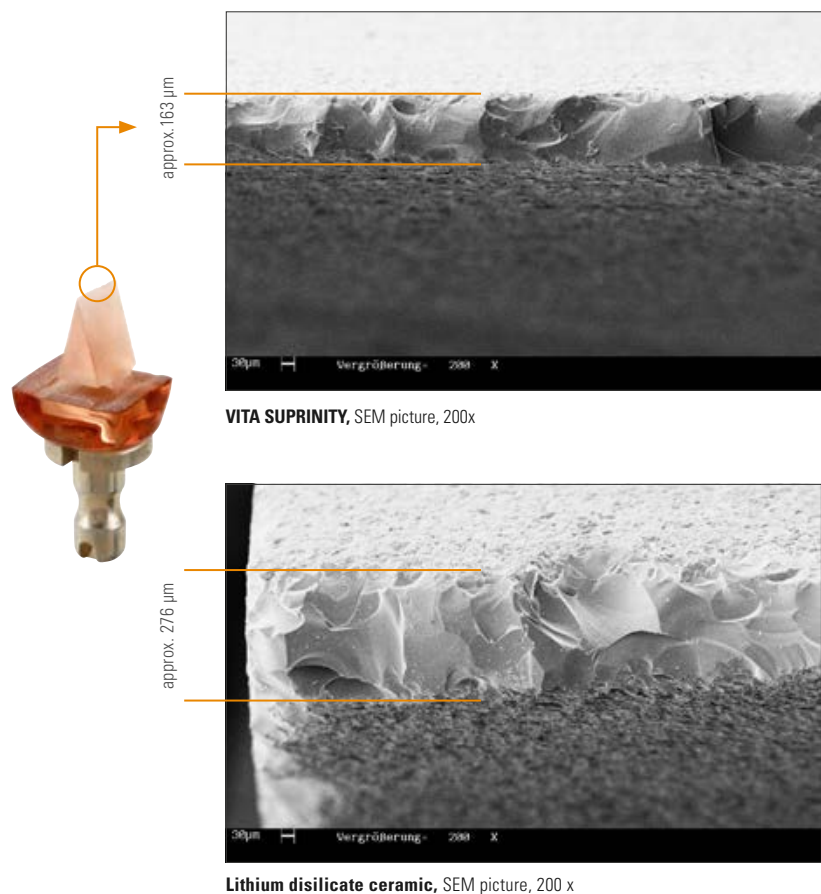 approx.163 µm
30µm Vergrößerung- 200 X
VITA SUPRINITY, SEM picture, 200x
approx. 276 µm
30µm Vergrößerung- 200 X
Lithium disilicate ceramic, SEM picture, 200 x